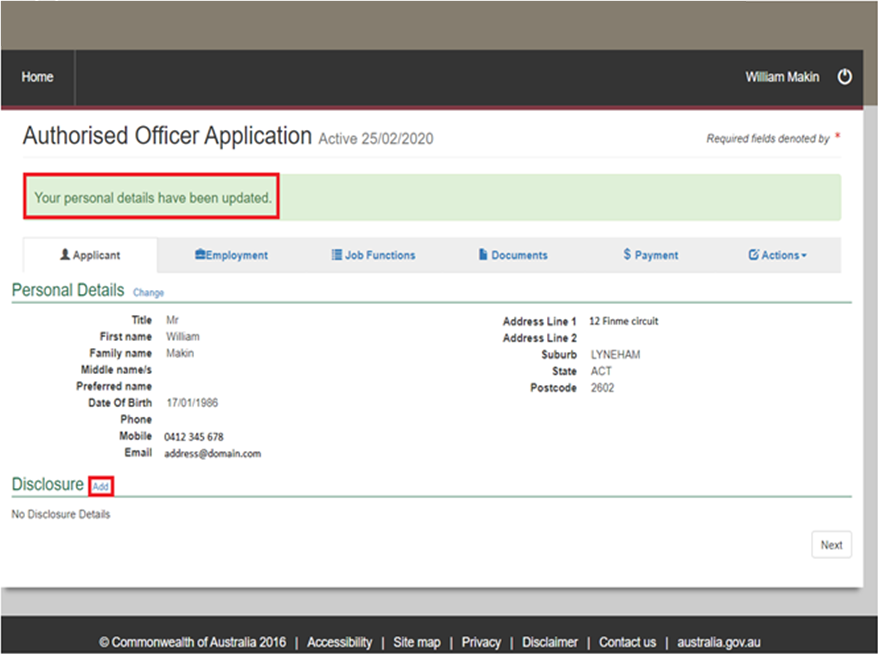 Home William Makin
Authorised Officer Application Active 25/02/2020 Required fields denoted by *
Your personal details have been updated.
Applicant Employment Job Functions Documents $ Payment Actions
Personal Details Change
Title Mr
First name William
Family name Makin
Middle name/s
Preferred name
Date Of Birth 17/01/1986
Phone
Mobile 0412 345 678
Email address@domain.com
Address Line 1 12 Finme circuit
Address Line 2
Suburb LYNEHAM
State ACT
Postcode 2602
Disclosure Add
No Disclosure Details
Next
© Commonwealth of Australia 2016 | Accessibility | Site map | Privacy | Disclaimer | Contact us | australia.gov.au